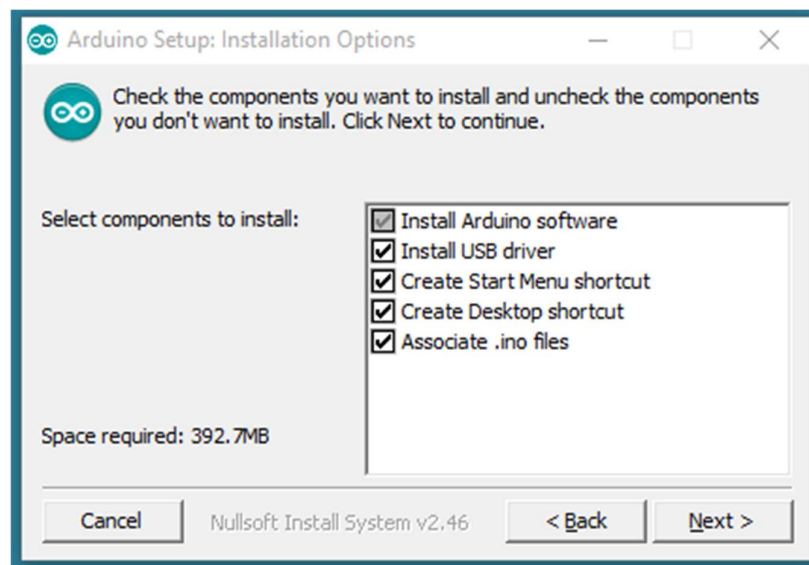 Arduino Setup: Installation Options
Check the components you want to install and uncheck the components
you don't want to install. Click Next to continue.
Select components to install:
Install Arduino software
Install USB driver
Create Start Menu shortcut
Create Desktop shortcut
Associate .ino files
Space required: 392.7MB
Cancel
Nullsoft Install System v2.46
< Back
Next >